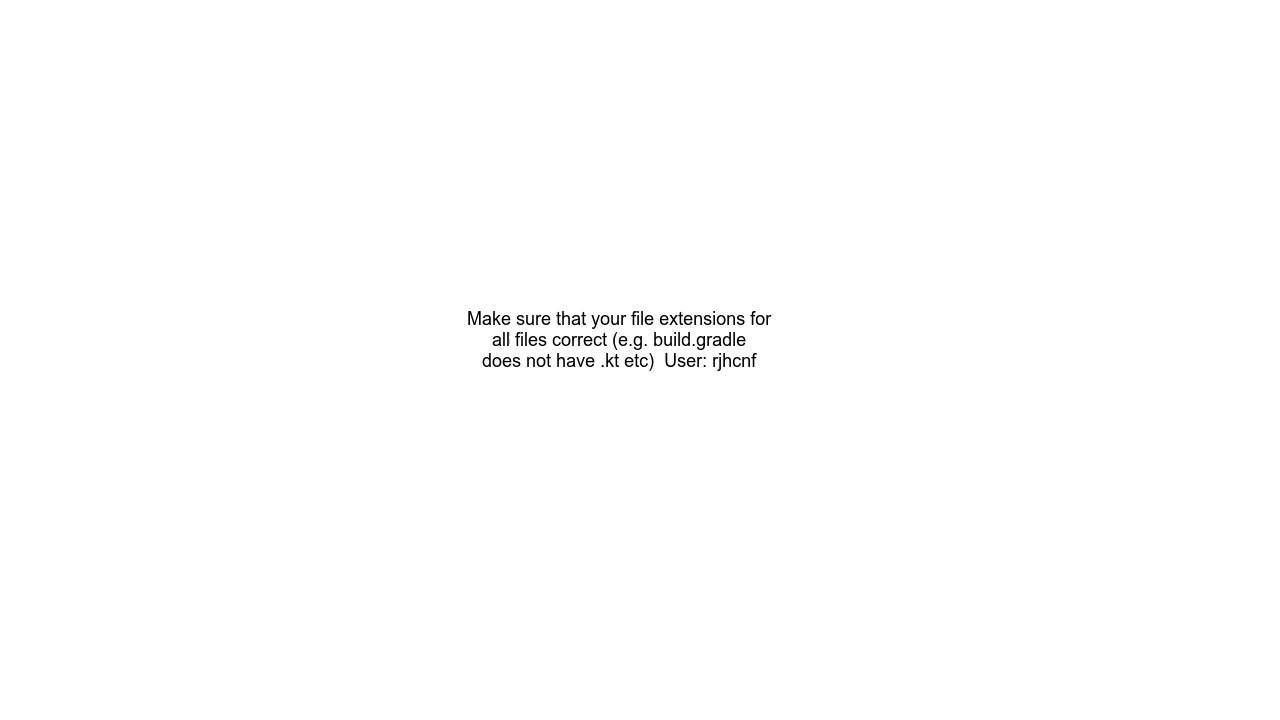 Make sure that your file extensions for
all files correct (e.g. build.gradle
does not have .kt etc)  User: rjhcnf